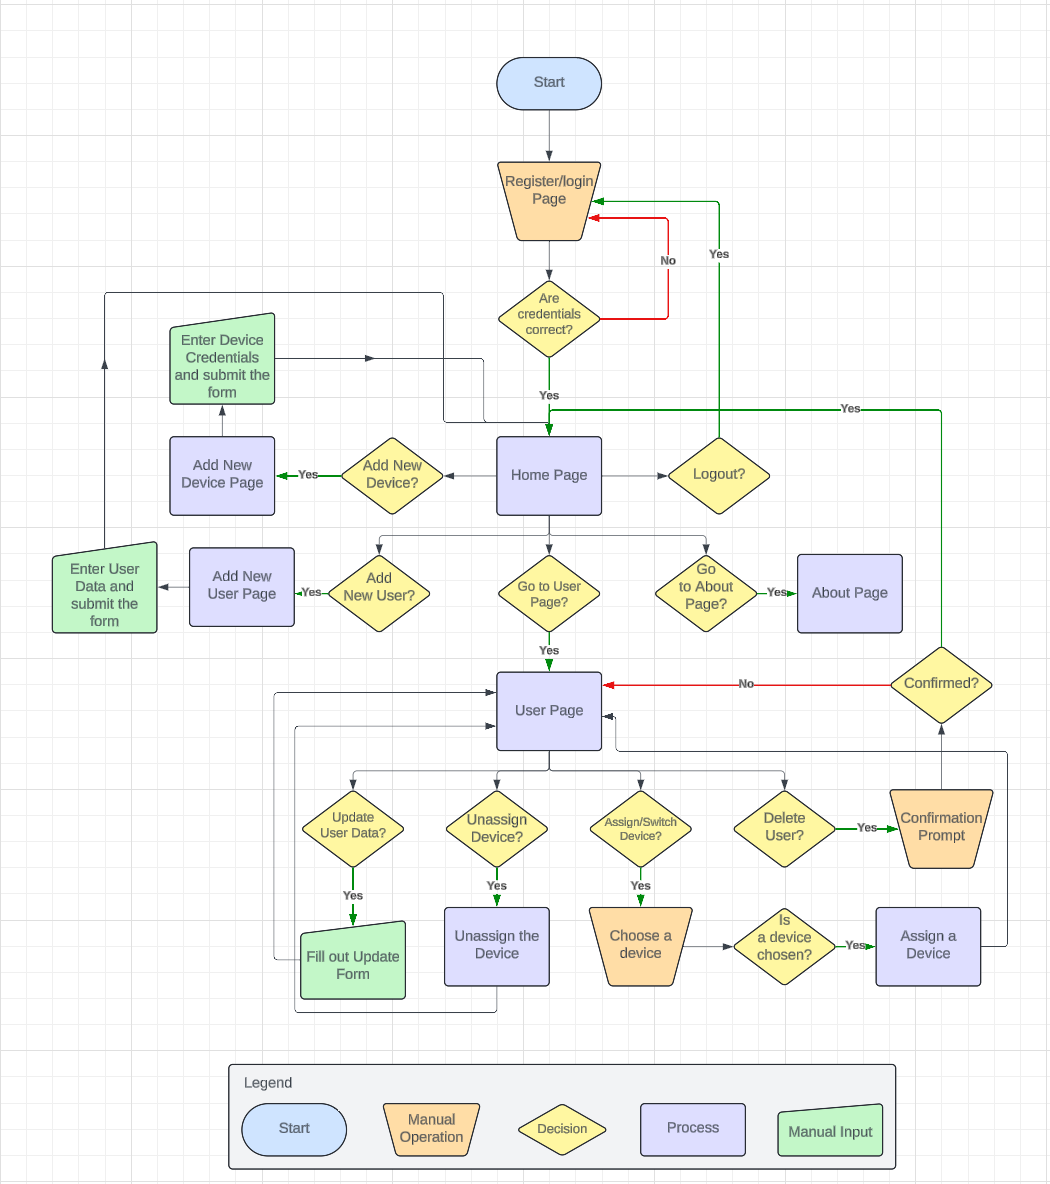 Start
Register/login
Page
Yes
No
Are
credentials
correct?
Enter Device
Credentials
and submit the
form
Yes
Yes
Add New
Device Page
Yes
Add New
Device?
Home Page
Logout?
Enter User
Data and
submit the
form
Add New
User Page
Yes
Add
New User?
Go to User
Page?
Go
to About
Page?
Yes
About Page
Yes
User Page
No
Confirmed?
Update
User Data?
Unassign
Device?
Assign/Switch
Device?
Delete
User?
Yes
Confirmation
Prompt
Yes
Yes
Yes
Fill out Update
Form
Unassign the
Device
Choose a
device
Is
a device
chosen?
Yes
Assign a
Device
Legend
Start
Manual
Operation
Decision
Process
Manual Input